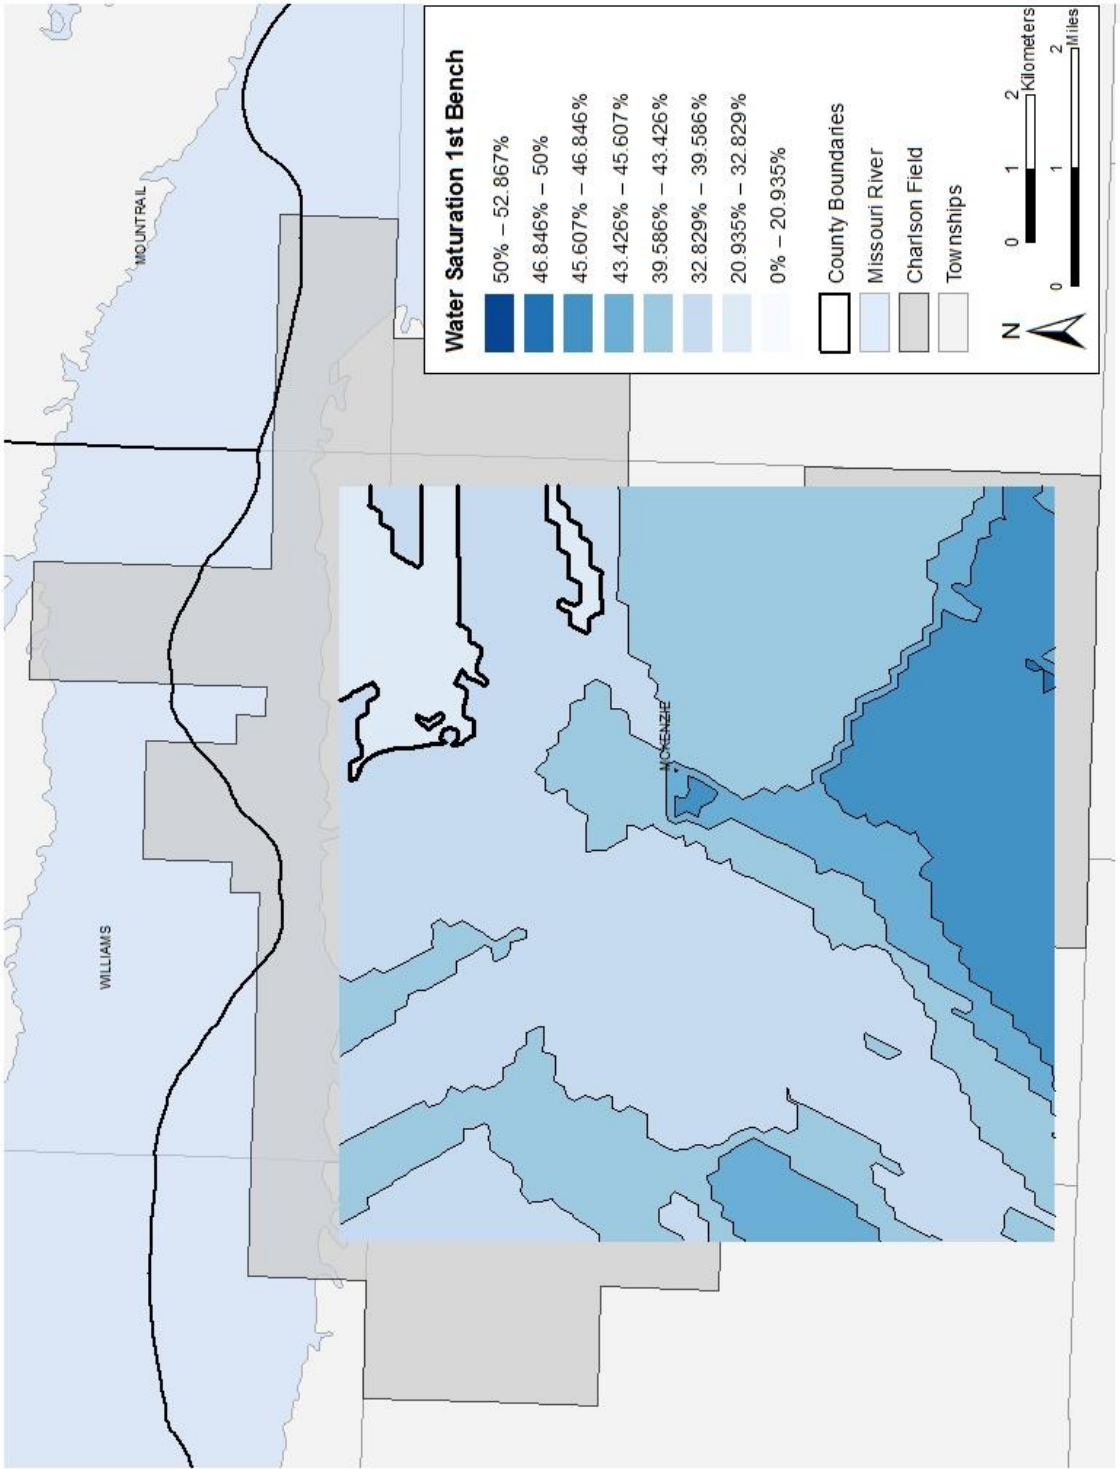 MOUNTRAIL
WILLIAMS
MCKENZIE
Water Saturation 1st Bench
50% – 52.867%
46.846% – 50%
45.607% – 46.846%
43.426% – 45.607%
39.586% – 43.426%
32.829% – 39.586%
20.935% – 32.829%
0% – 20.935%
County Boundaries
Missouri River
Charlson Field
Townships
N
0 1 2 Kilometers
0 1 2 Miles